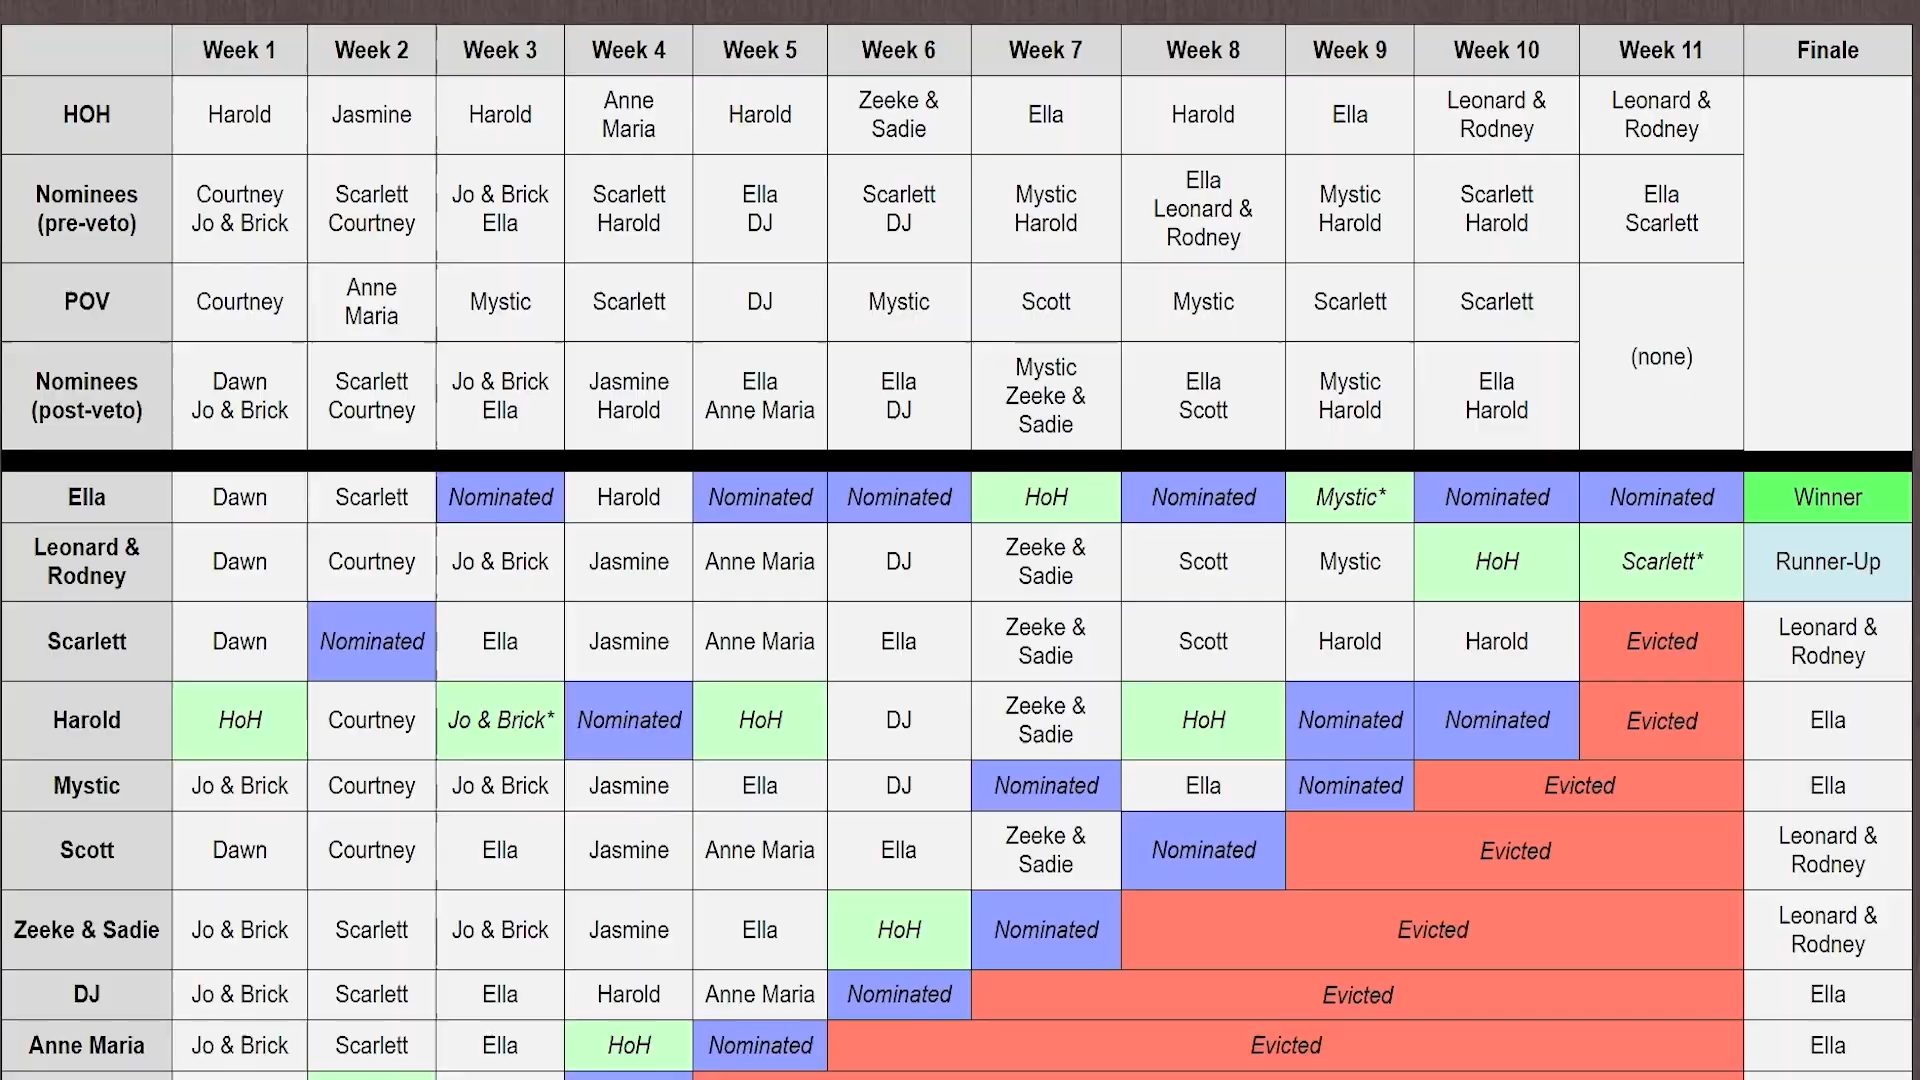 Week 1 Week 2 Week 3 Week 4 Week 5 Week 6 Week 7 Week 8 Week 9 Week 10 Week 11 Finale
HOH Harold Jasmine Harold Anne Maria Harold Zeeke & Sadie Ella Harold Ella Leonard & Rodney Leonard & Rodney
Nominees (pre-veto) Courtney Jo & Brick Scarlett Courtney Jo & Brick Ella Scarlett Harold Ella DJ Scarlett DJ Mystic Harold Ella Leonard & Rodney Mystic Harold Scarlett Harold Ella Scarlett
POV Courtney Anne Maria Mystic Scarlett DJ Mystic Scott Mystic Scarlett Scarlett (none)
Nominees (post-veto) Dawn Jo & Brick Scarlett Courtney Jo & Brick Ella Jasmine Harold Ella Anne Maria Ella DJ Mystic Zeeke & Sadie Ella Scott Mystic Harold Ella Harold
Ella Dawn Scarlett Nominated Harold Nominated Nominated HoH Nominated Mystic* Nominated Nominated Winner
Leonard & Rodney Dawn Courtney Jo & Brick Jasmine Anne Maria DJ Zeeke & Sadie Scott Mystic HoH Scarlett* Runner-Up
Scarlett Dawn Nominated Ella Jasmine Anne Maria Ella Zeeke & Sadie Scott Harold Harold Evicted Leonard & Rodney
Harold HoH Courtney Jo & Brick* Nominated HoH DJ Zeeke & Sadie HoH Nominated Nominated Evicted Ella
Mystic Jo & Brick Courtney Jo & Brick Jasmine Ella DJ Nominated Ella Nominated Evicted Ella
Scott Dawn Courtney Ella Jasmine Anne Maria Ella Zeeke & Sadie Nominated Evicted Leonard & Rodney
Zeeke & Sadie Jo & Brick Scarlett Jo & Brick Jasmine Ella HoH Nominated Evicted Leonard & Rodney
DJ Jo & Brick Scarlett Ella Harold Anne Maria Nominated Evicted Ella
Anne Maria Jo & Brick Scarlett Ella HoH Nominated Evicted Ella